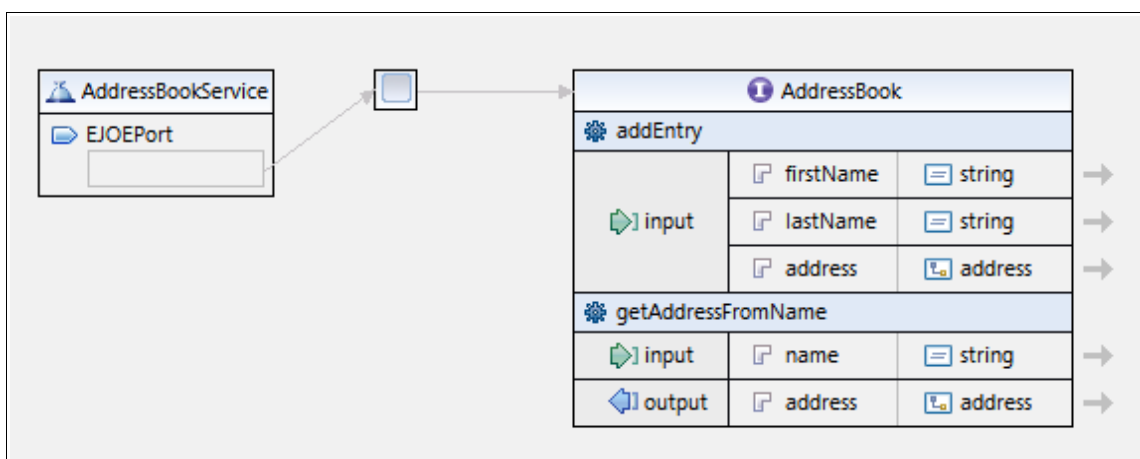 AddressBookService
EJOEPort
AddressBook
addEntry
input
firstName string
lastName string
address address
getAddressFromName
input name string
output address address